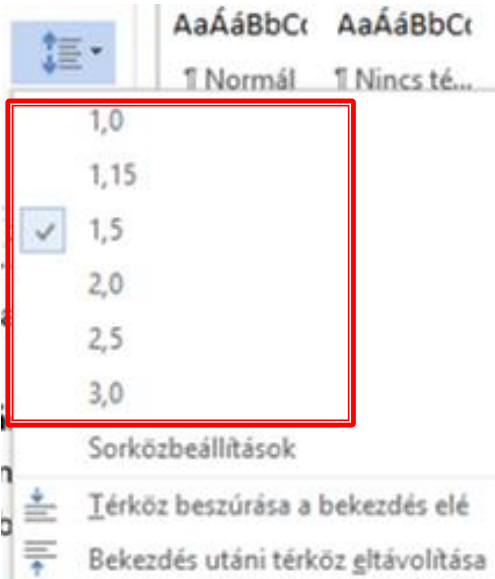 AaÁáBbCc AaÁáBbCc
¶ Normál ¶ Nincs té...
1,0
1,15
1,5
2,0
2,5
3,0
Sorközbeállítások
Térköz beszúrása a bekezdés elé
Bekezdés utáni térköz eltávolítása